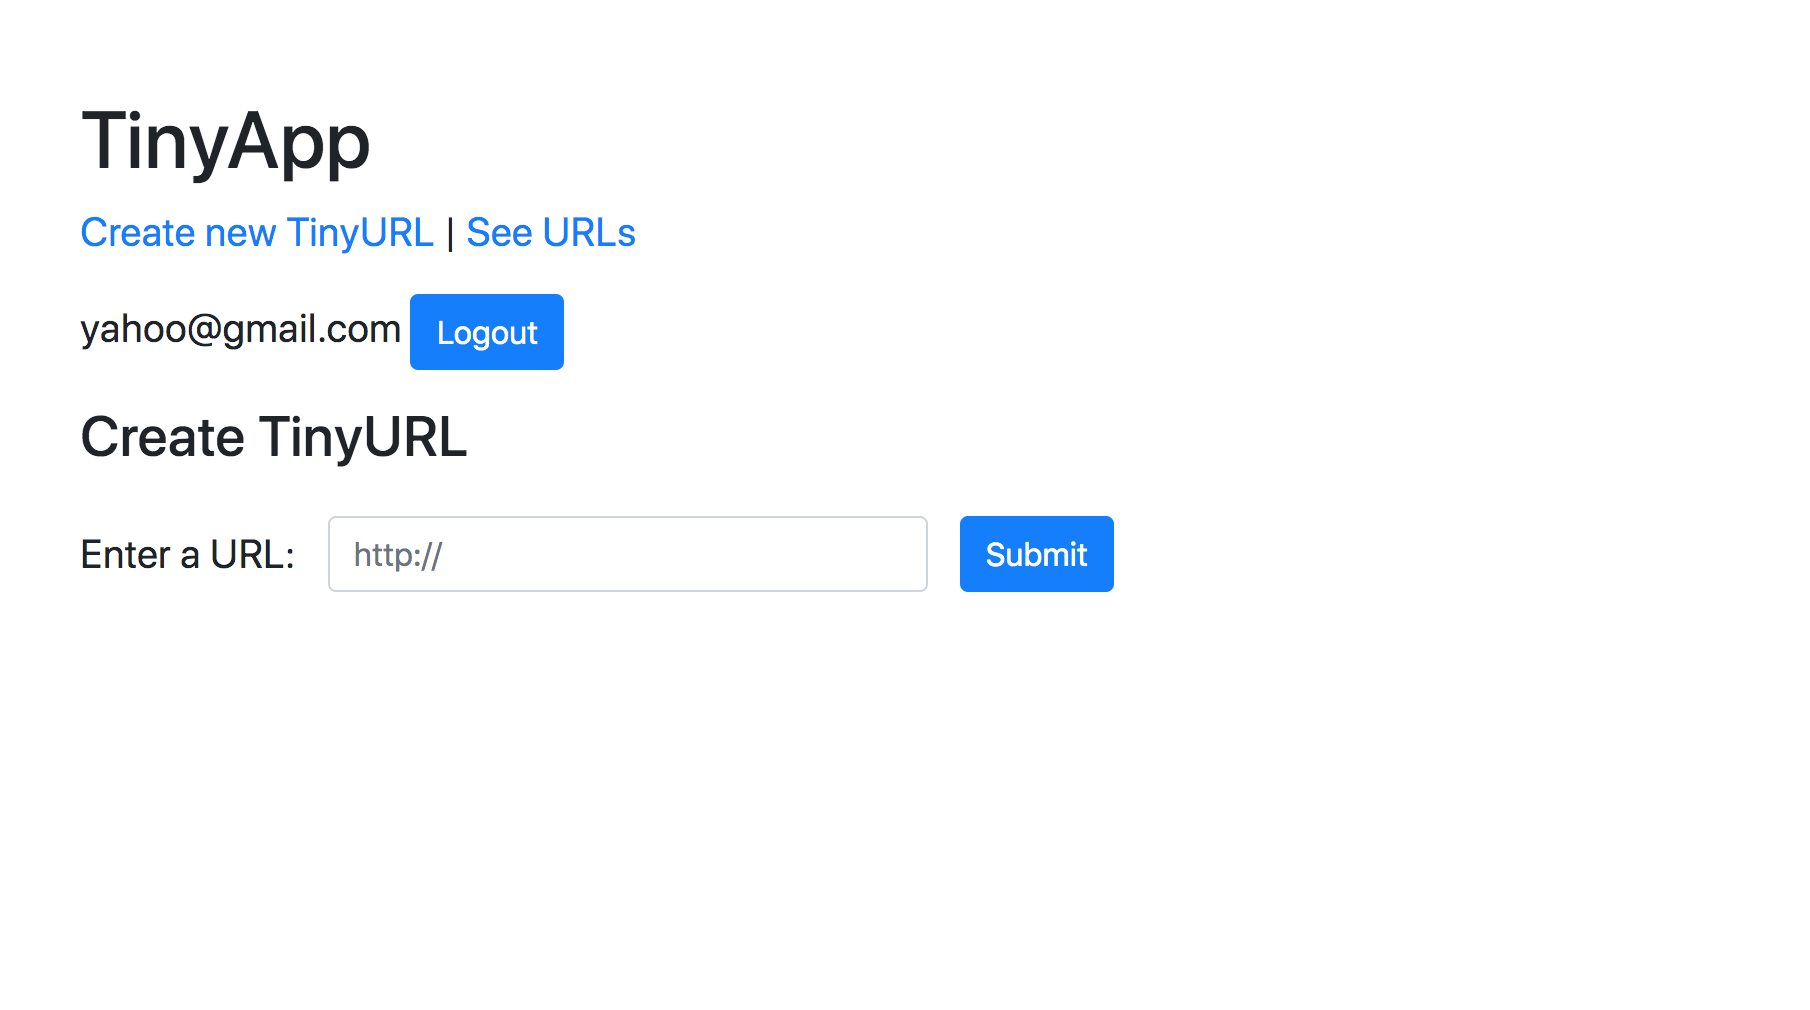 TinyApp
Create new TinyURL | See URLs
yahoo@gmail.com Logout
Create TinyURL
Enter a URL: http:// Submit